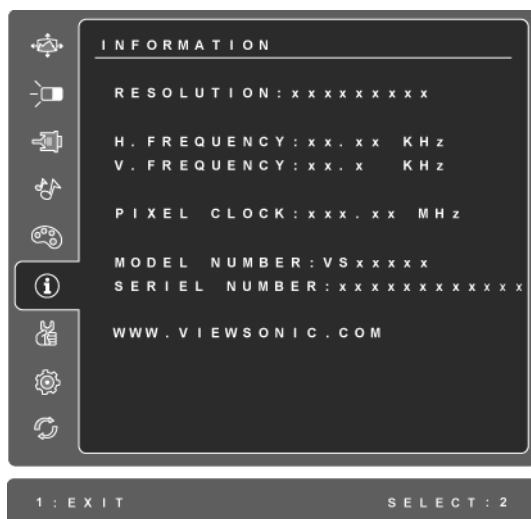 INFORMATION
RESOLUTION:xxxxxxxxx
H. FREQUENCY:xx.xx KHz
V. FREQUENCY:xx.x KHz
PIXEL CLOCK:xxx.xx MHz
MODEL NUMBER:VSxxxxx
SERIEL NUMBER:xxxxxxxxxxxx
WWW.VIEWSONIC.COM
1:EXIT SELECT:2